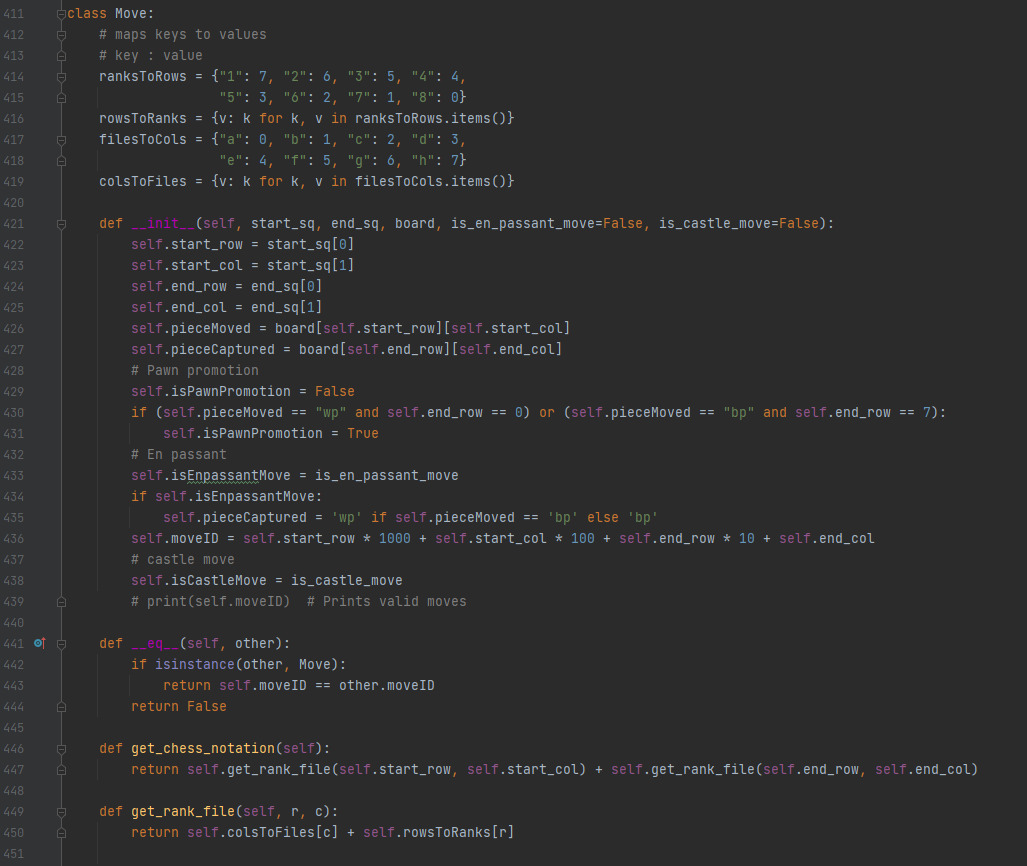 411 class Move:
412     # maps keys to values
413     # key : value
414     ranksToRows = {"1": 7, "2": 6, "3": 5, "4": 4,
415                    "5": 3, "6": 2, "7": 1, "8": 0}
416     rowsToRanks = {v: k for k, v in ranksToRows.items()}
417     filesToCols = {"a": 0, "b": 1, "c": 2, "d": 3,
418                    "e": 4, "f": 5, "g": 6, "h": 7}
419     colsToFiles = {v: k for k, v in filesToCols.items()}
420
421     def __init__(self, start_sq, end_sq, board, is_en_passant_move=False, is_castle_move=False):
422         self.start_row = start_sq[0]
423         self.start_col = start_sq[1]
424         self.end_row = end_sq[0]
425         self.end_col = end_sq[1]
426         self.pieceMoved = board[self.start_row][self.start_col]
427         self.pieceCaptured = board[self.end_row][self.end_col]
428         # Pawn promotion
429         self.isPawnPromotion = False
430         if (self.pieceMoved == "wp" and self.end_row == 0) or (self.pieceMoved == "bp" and self.end_row == 7):
431             self.isPawnPromotion = True
432         # En passant
433         self.isEnpassantMove = is_en_passant_move
434         if self.isEnpassantMove:
435             self.pieceCaptured = 'wp' if self.pieceMoved == 'bp' else 'bp'
436         self.moveID = self.start_row * 1000 + self.start_col * 100 + self.end_row * 10 + self.end_col
437         # castle move
438         self.isCastleMove = is_castle_move
439         # print(self.moveID)  # Prints valid moves
440
441     def __eq__(self, other):
442         if isinstance(other, Move):
443             return self.moveID == other.moveID
444         return False
445
446     def get_chess_notation(self):
447         return self.get_rank_file(self.start_row, self.start_col) + self.get_rank_file(self.end_row, self.end_col)
448
449     def get_rank_file(self, r, c):
450         return self.colsToFiles[c] + self.rowsToRanks[r]
451